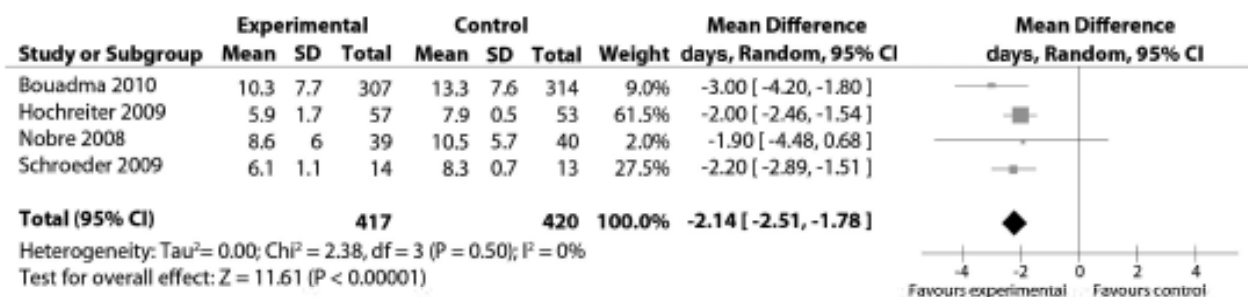 Experimental Control Mean Difference Mean Difference
Study or Subgroup Mean SD Total Mean SD Total Weight days, Random, 95% CI days, Random, 95% CI
Bouadma 2010 10.3 7.7 307 13.3 7.6 314 9.0% -3.00 [ -4.20, -1.80 ]
Hochreiter 2009 5.9 1.7 57 7.9 0.5 53 61.5% -2.00 [ -2.46, -1.54 ]
Nobre 2008 8.6 6 39 10.5 5.7 40 2.0% -1.90 [ -4.48, 0.68 ]
Schroeder 2009 6.1 1.1 14 8.3 0.7 13 27.5% -2.20 [ -2.89, -1.51 ]
Total (95% CI) 417 420 100.0% -2.14 [ -2.51, -1.78 ]
Heterogeneity: Tau²= 0.00; Chi² = 2.38, df = 3 (P = 0.50); I² = 0%
Test for overall effect: Z = 11.61 (P < 0.00001)
-4 -2 0 2 4
Favours experimental Favours control